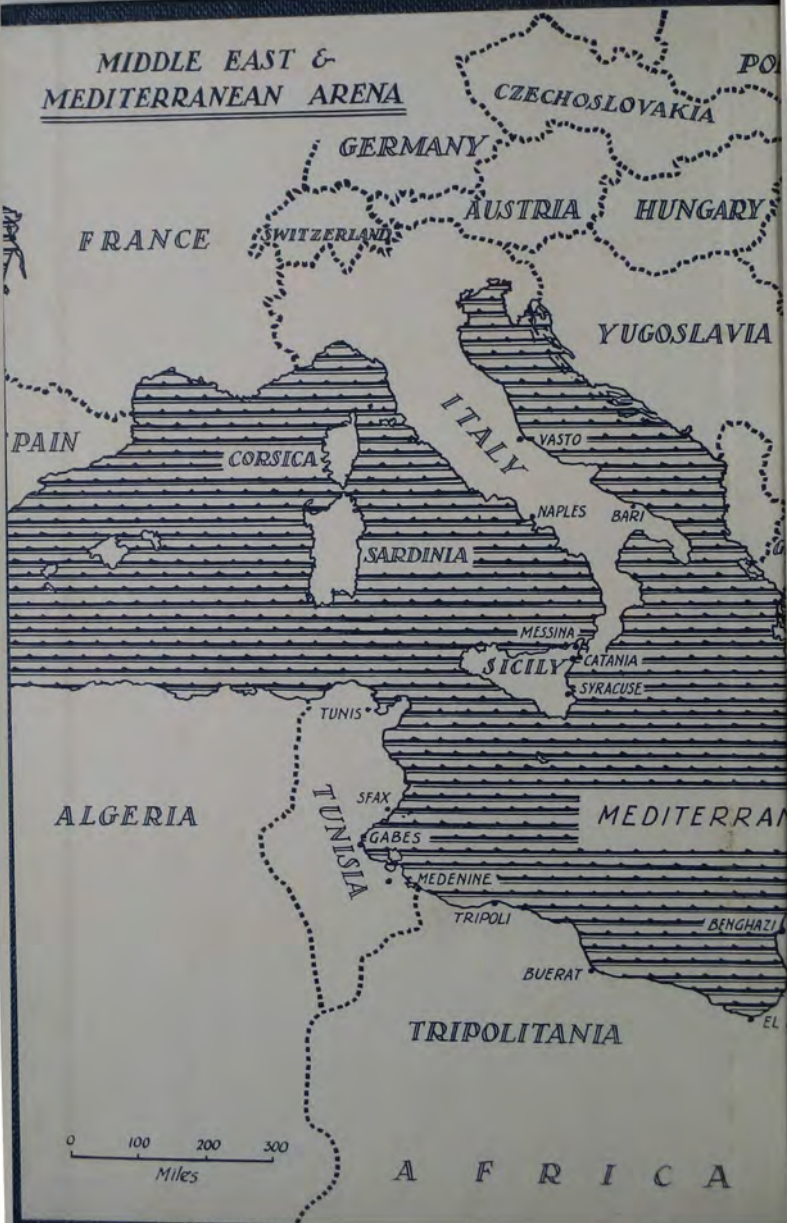 MIDDLE EAST &
MEDITERRANEAN ARENA
PO
CZECHOSLOVAKIA
GERMANY
AUSTRIA
HUNGARY
FRANCE
SWITZERLAND
YUGOSLAVIA
ITALY
VASTO
PAIN
CORSICA
NAPLES
BARI
SARDINIA
MESSINA
SICILY
CATANIA
SYRACUSE
TUNIS
SFAX
ALGERIA
TUNISIA
MEDITERRAN
GABES
MEDENINE
TRIPOLI
BENGHAZI
BUERAT
EL
TRIPOLITANIA
0 100 200 300
Miles
AFRICA